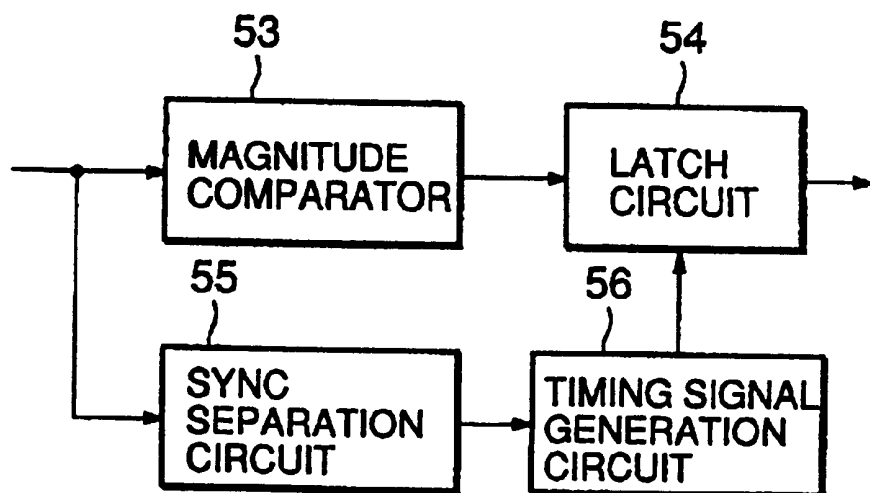 53
54
MAGNITUDE
COMPARATOR
LATCH
CIRCUIT
55
56
SYNC
SEPARATION
CIRCUIT
TIMING SIGNAL
GENERATION
CIRCUIT